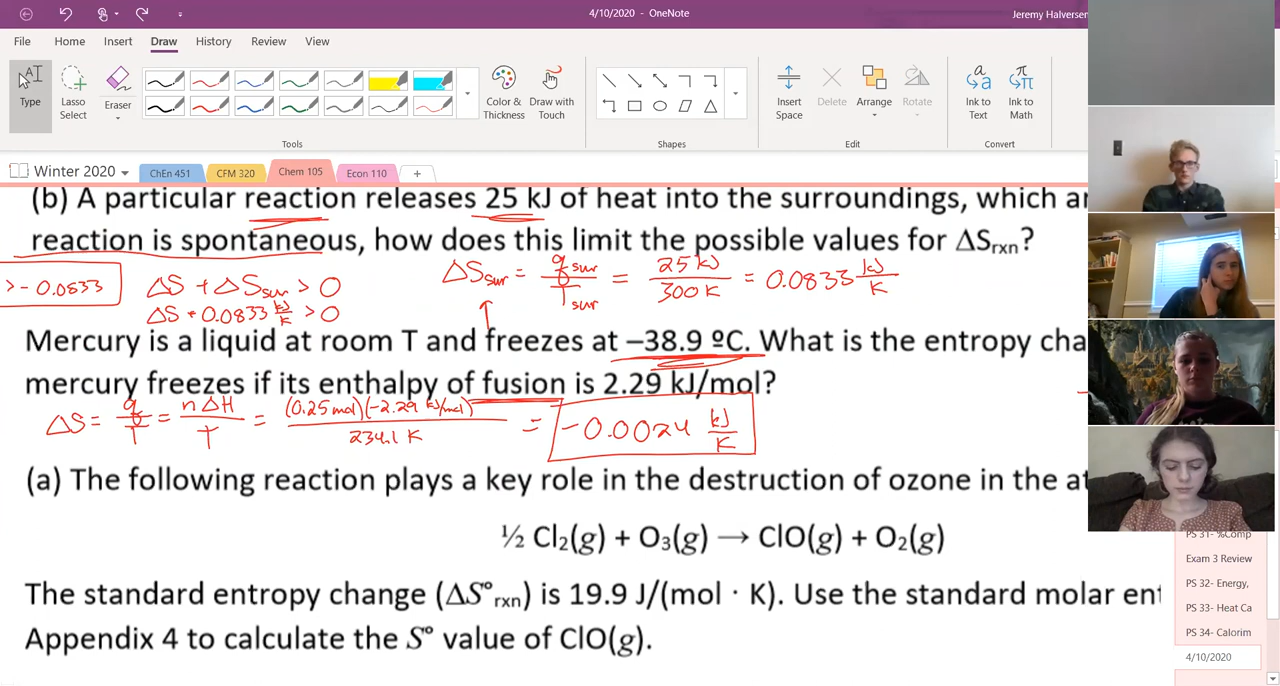 4/10/2020 - OneNote
Jeremy Halversen
File Home Insert Draw History Review View
Type
Lasso Select
Eraser
Color & Thickness
Draw with Touch
Insert Space
Delete
Arrange
Rotate
Ink to Text
Ink to Math
Tools
Shapes
Edit
Convert
Winter 2020 ChEn 451 CFM 320 Chem 105 Econ 110 +
(b) A particular reaction releases 25 kJ of heat into the surroundings, which
reaction is spontaneous, how does this limit the possible values for ΔSrxn?
> - 0.0833
ΔS + ΔSsur > 0
ΔS + 0.0833 kJ/K > 0
ΔSsur = qsur/Tsur = 25 kJ/300 K = 0.0833 kJ/K
Mercury is a liquid at room T and freezes at –38.9 ºC. What is the entropy
mercury freezes if its enthalpy of fusion is 2.29 kJ/mol?
ΔS = q/T = nΔH/T = (0.25 mol)(-2.29 kJ/mol)/234.1 K = -0.0024 kJ/K
(a) The following reaction plays a key role in the destruction of ozone in the
½ Cl₂(g) + O₃(g) → ClO(g) + O₂(g)
The standard entropy change (ΔS°rxn) is 19.9 J/(mol · K). Use the standard molar
Appendix 4 to calculate the S° value of ClO(g).
PS 31- %Comp
Exam 3 Review
PS 32- Energy,
PS 33- Heat Ca
PS 34- Calorim
4/10/2020